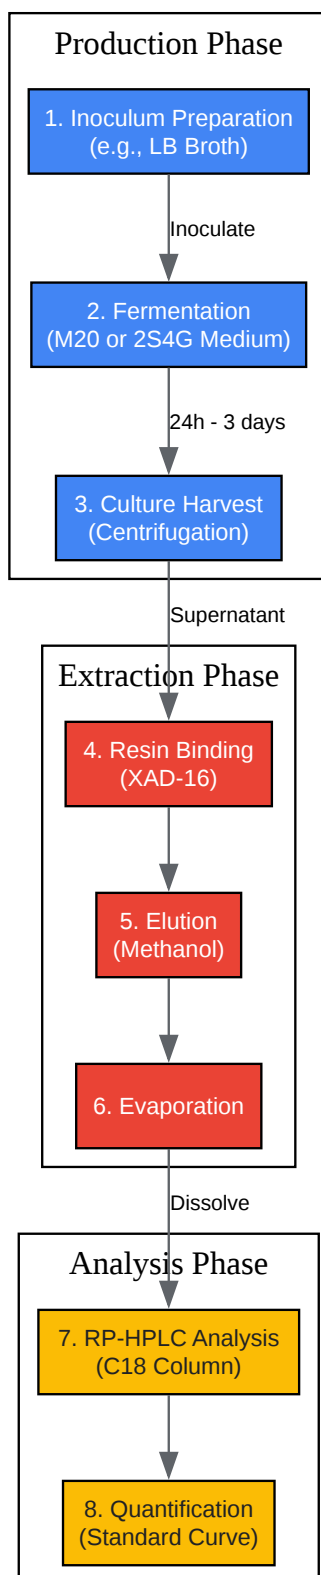 Production Phase
1. Inoculum Preparation
(e.g., LB Broth)
Inoculate
2. Fermentation
(M20 or 2S4G Medium)
24h - 3 days
3. Culture Harvest
(Centrifugation)
Supernatant
Extraction Phase
4. Resin Binding
(XAD-16)
5. Elution
(Methanol)
6. Evaporation
Dissolve
Analysis Phase
7. RP-HPLC Analysis
(C18 Column)
8. Quantification
(Standard Curve)